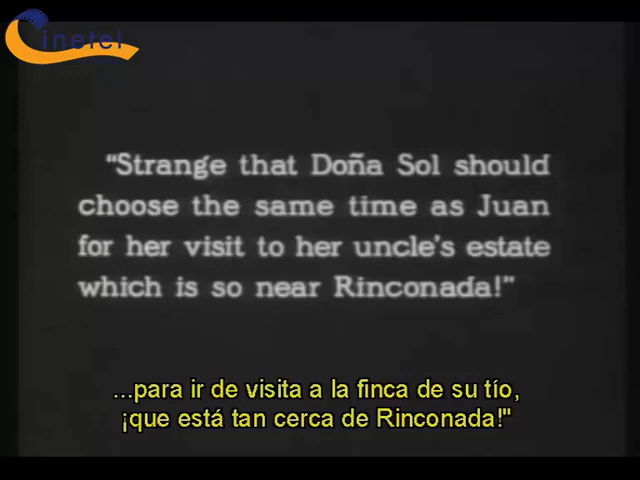 inetel
“Strange that Doña Sol should
choose the same time as Juan
for her visit to her uncle’s estate
which is so near Rinconada!”
...para ir de visita a la finca de su tío,
¡que está tan cerca de Rinconada!"